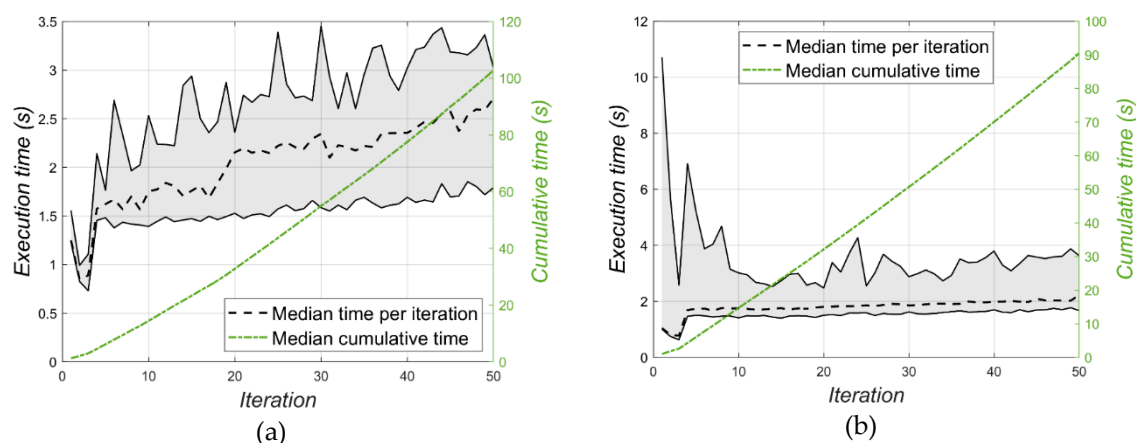 3.5
3
2.5
2
1.5
1
0.5
0
Execution time (s)
120
100
80
60
40
20
0
Cumulative time (s)
Median time per iteration
Median cumulative time
0 10 20 30 40 50
Iteration
(a)
12
10
8
6
4
2
0
Execution time (s)
100
90
80
70
60
50
40
30
20
10
0
Cumulative time (s)
Median time per iteration
Median cumulative time
0 10 20 30 40 50
Iteration
(b)